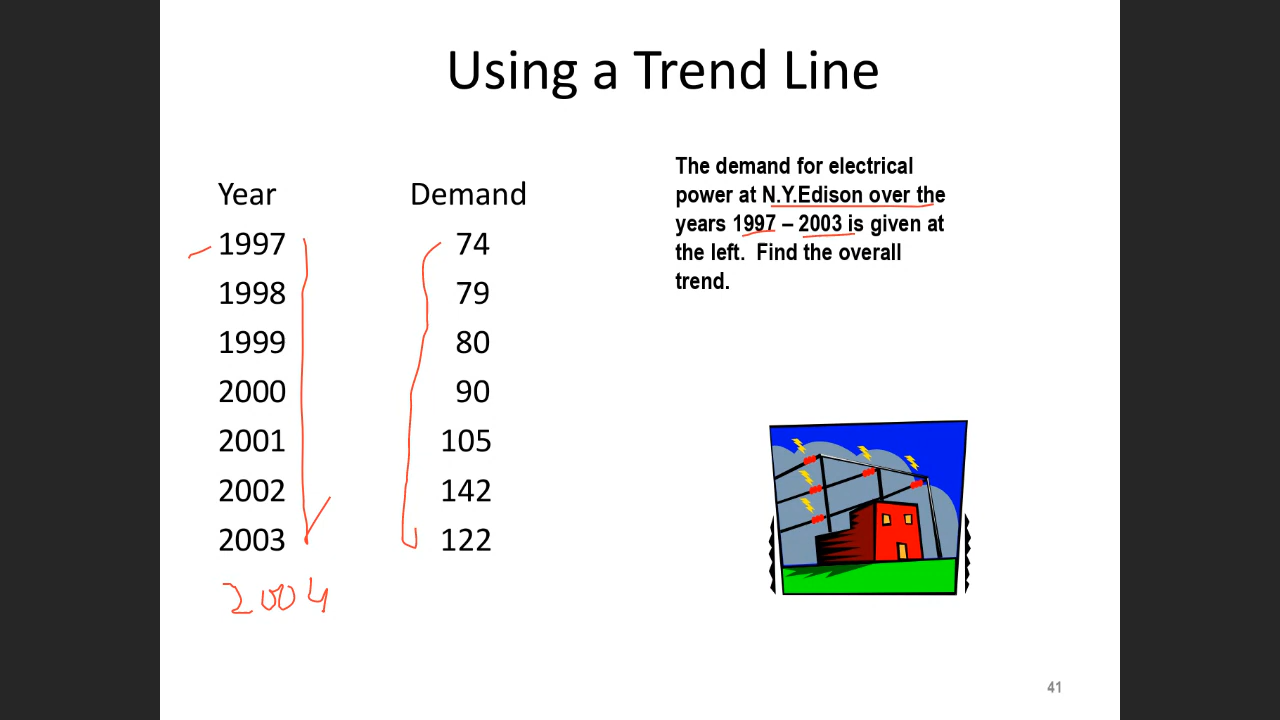 Using a Trend Line
Year Demand
1997 74
1998 79
1999 80
2000 90
2001 105
2002 142
2003 122
2004
The demand for electrical
power at N.Y.Edison over the
years 1997 – 2003 is given at
the left. Find the overall
trend.
41